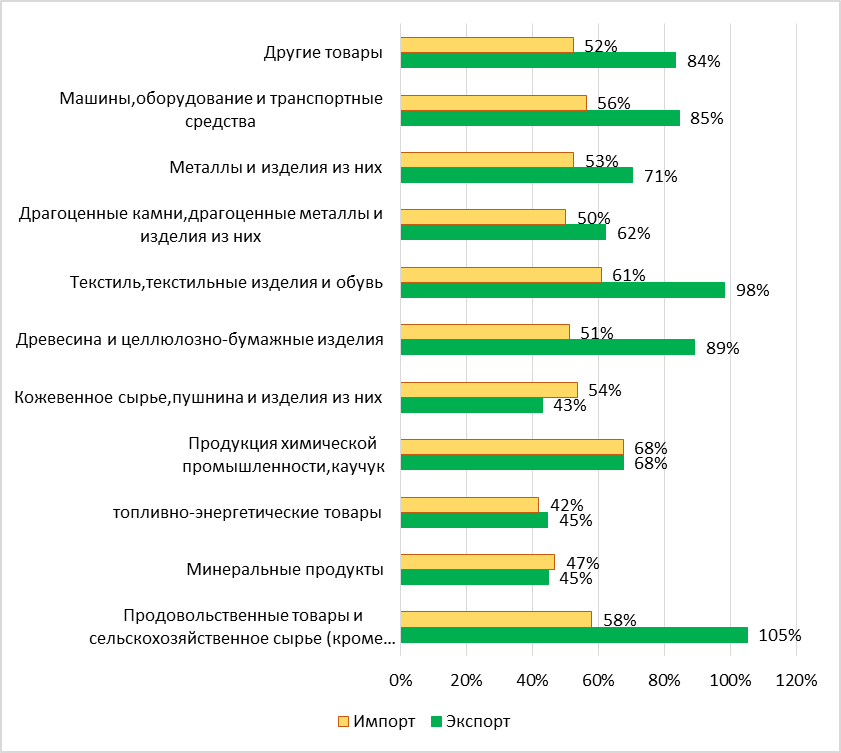 Другие товары
52%
84%
Машины,оборудование и транспортные
средства
56%
85%
Металлы и изделия из них
53%
71%
Драгоценные камни,драгоценные металлы и
изделия из них
50%
62%
Текстиль,текстильные изделия и обувь
61%
98%
Древесина и целлюлозно-бумажные изделия
51%
89%
Кожевенное сырье,пушнина и изделия из них
54%
43%
Продукция химической
промышленности,каучук
68%
68%
топливно-энергетические товары
42%
45%
Минеральные продукты
47%
45%
Продовольственные товары и
сельскохозяйственное сырье (кроме...
58%
105%
0% 20% 40% 60% 80% 100% 120%
Импорт Экспорт